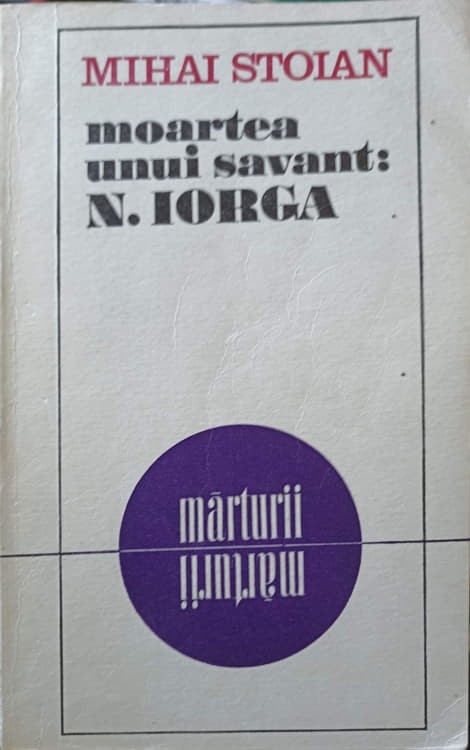 MIHAI STOIAN
moartea
unui savant:
N. IORGA
mărturii
mărturii